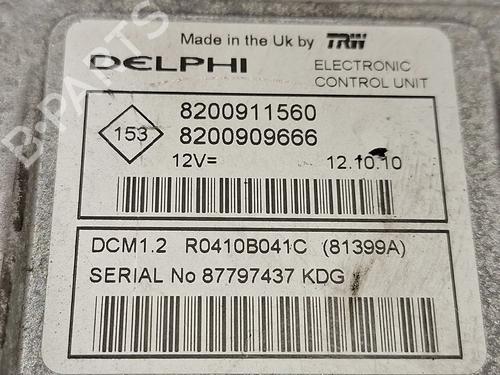 Made in the Uk by TRW
DELPHI
ELECTRONIC
CONTROL UNIT
153
8200911560
8200909666
12V=
12.10.10
DCM1.2 R0410B041C (81399A)
SERIAL No 87797437 KDG
B-PARTS